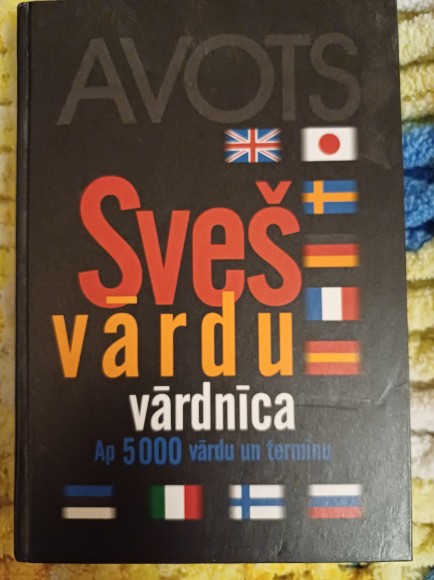 AVOTS
Sveš
vārdu
vārdnīca
Ap 5000 vārdu un terminu